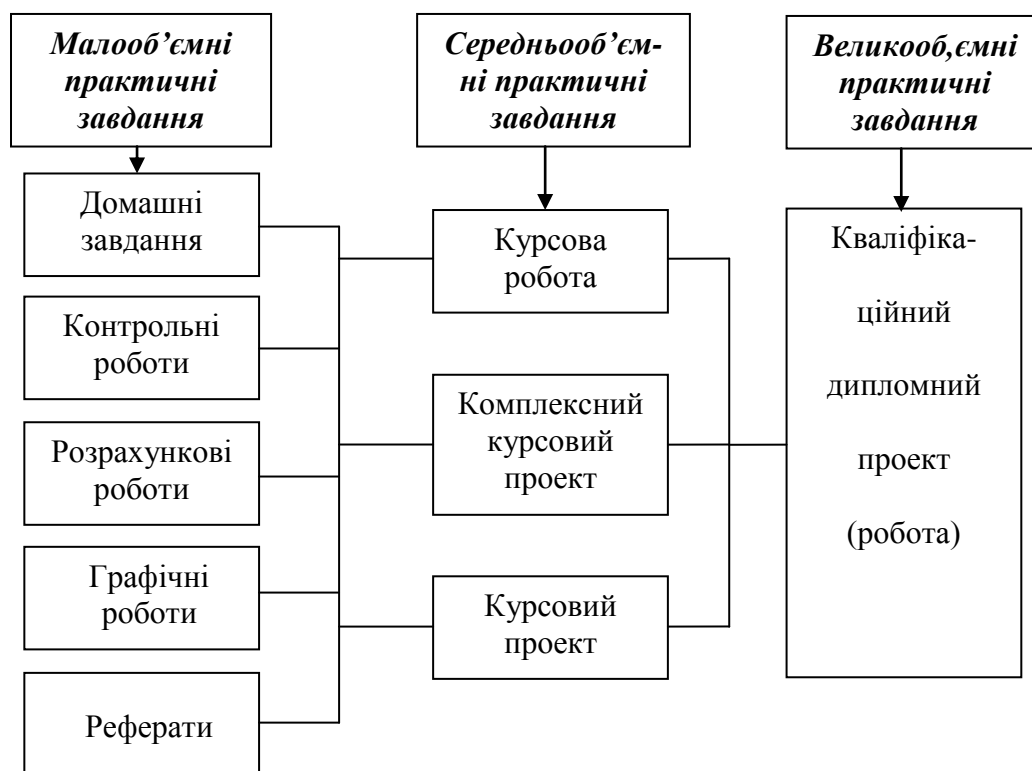 Малооб’ємні
практичні
завдання
Середньооб’єм-
ні практичні
завдання
Великооб,ємні
практичні
завдання
Домашні
завдання
Контрольні
роботи
Розрахункові
роботи
Графічні
роботи
Реферати
Курсова
робота
Комплексний
курсовий
проект
Курсовий
проект
Кваліфіка-
ційний
дипломний
проект
(робота)